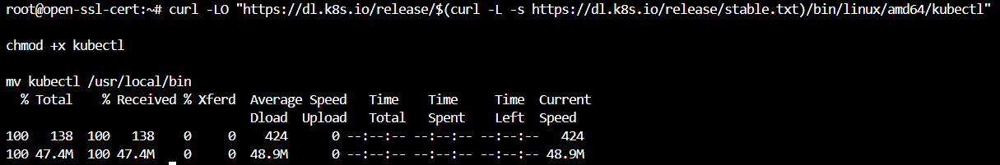 root@open-ssl-cert:~# curl -LO "https://dl.k8s.io/release/$(curl -L -s https://dl.k8s.io/release/stable.txt)/bin/linux/amd64/kubectl"
chmod +x kubectl
mv kubectl /usr/local/bin
  % Total    % Received % Xferd  Average Speed   Time    Time     Time  Current
                                 Dload  Upload   Total   Spent    Left  Speed
100   138  100   138    0     0    424      0 --:--:-- --:--:-- --:--:--   424
100 47.4M  100 47.4M    0     0  48.9M      0 --:--:-- --:--:-- --:--:-- 48.9M